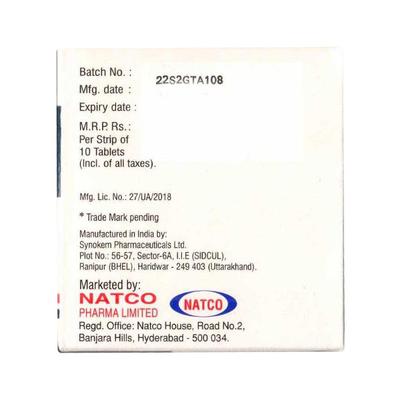 Batch No. : 22S2GTA108
Mfg. date :
Expiry date :
M.R.P. Rs.:
Per Strip of
10 Tablets
(Incl. of all taxes).
Mfg. Lic. No.: 27/UA/2018
* Trade Mark pending
Manufactured in India by:
Synokem Pharmaceuticals Ltd.
Plot No.: 56-57, Sector-6A, I.I.E (SIDCUL),
Ranipur (BHEL), Haridwar - 249 403 (Uttarakhand).
Marketed by:
NATCO
PHARMA LIMITED
NATCO
Regd. Office: Natco House, Road No.2,
Banjara Hills, Hyderabad - 500 034.